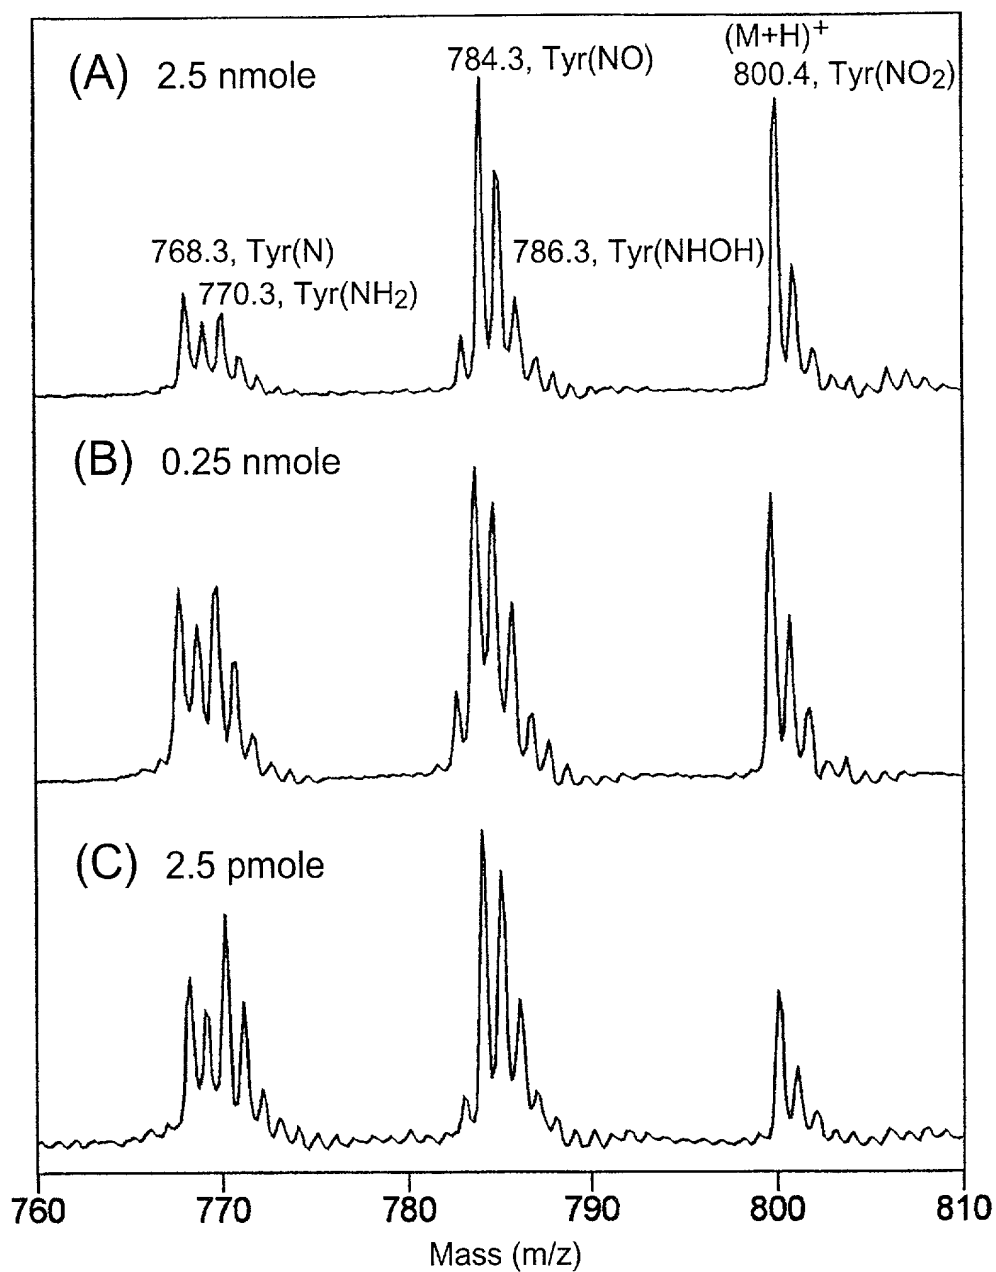 (M+H)⁺
(A) 2.5 nmole
784.3, Tyr(NO)
800.4, Tyr(NO₂)
768.3, Tyr(N)
786.3, Tyr(NHOH)
770.3, Tyr(NH₂)
(B) 0.25 nmole
(C) 2.5 pmole
760 770 780 790 800 810
Mass (m/z)